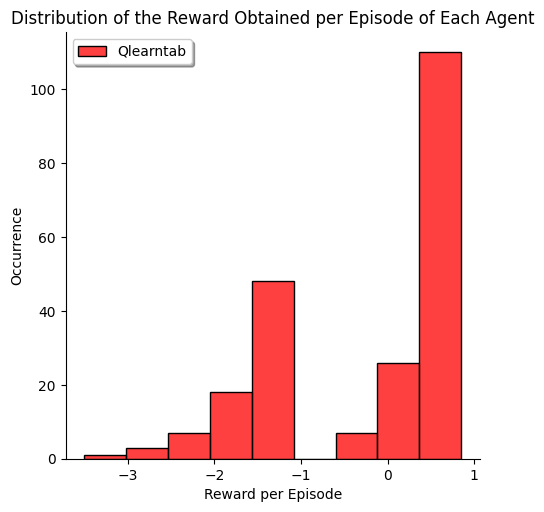 Distribution of the Reward Obtained per Episode of Each Agent
Qlearntab
100
80
60
40
20
0
Occurrence
−3
−2
−1
0
1
Reward per Episode